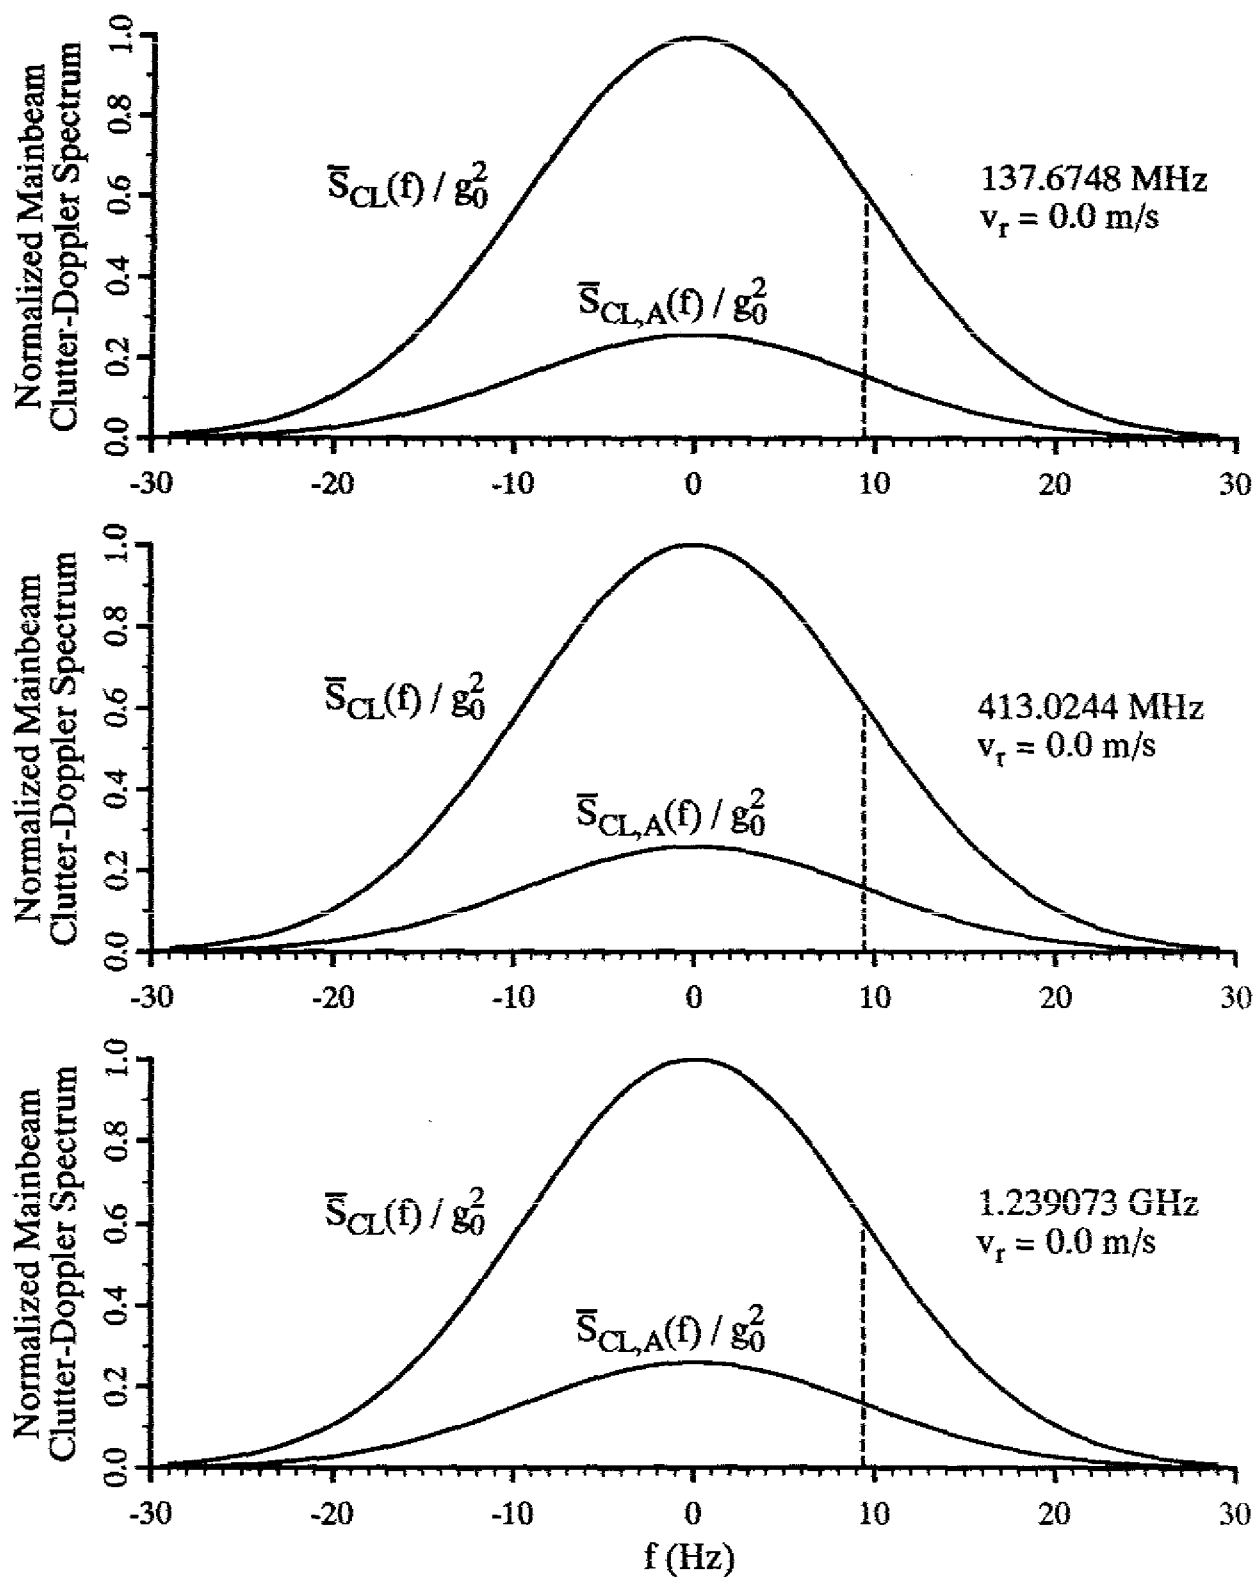 Normalized Mainbeam
Clutter-Doppler Spectrum
1.0
0.8
0.6
0.4
0.2
0.0
S̅CL(f) / g₀²
S̅CL,A(f) / g₀²
137.6748 MHz
vᵣ = 0.0 m/s
-30 -20 -10 0 10 20 30
Normalized Mainbeam
Clutter-Doppler Spectrum
1.0
0.8
0.6
0.4
0.2
0.0
S̅CL(f) / g₀²
S̅CL,A(f) / g₀²
413.0244 MHz
vᵣ = 0.0 m/s
-30 -20 -10 0 10 20 30
Normalized Mainbeam
Clutter-Doppler Spectrum
1.0
0.8
0.6
0.4
0.2
0.0
S̅CL(f) / g₀²
S̅CL,A(f) / g₀²
1.239073 GHz
vᵣ = 0.0 m/s
-30 -20 -10 0 10 20 30
f (Hz)